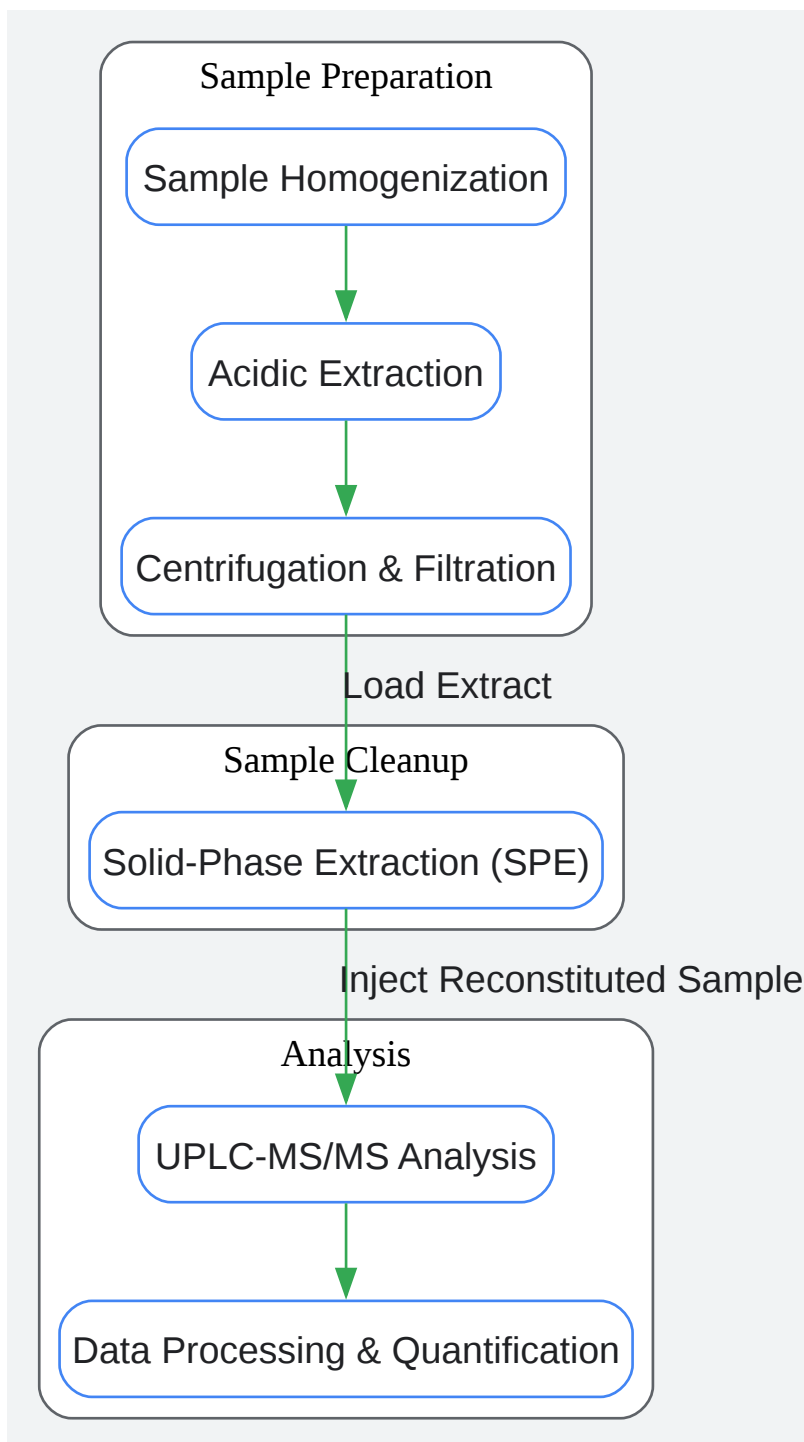 Sample Preparation
Sample Homogenization
Acidic Extraction
Centrifugation & Filtration
Load Extract
Sample Cleanup
Solid-Phase Extraction (SPE)
Inject Reconstituted Sample
Analysis
UPLC-MS/MS Analysis
Data Processing & Quantification